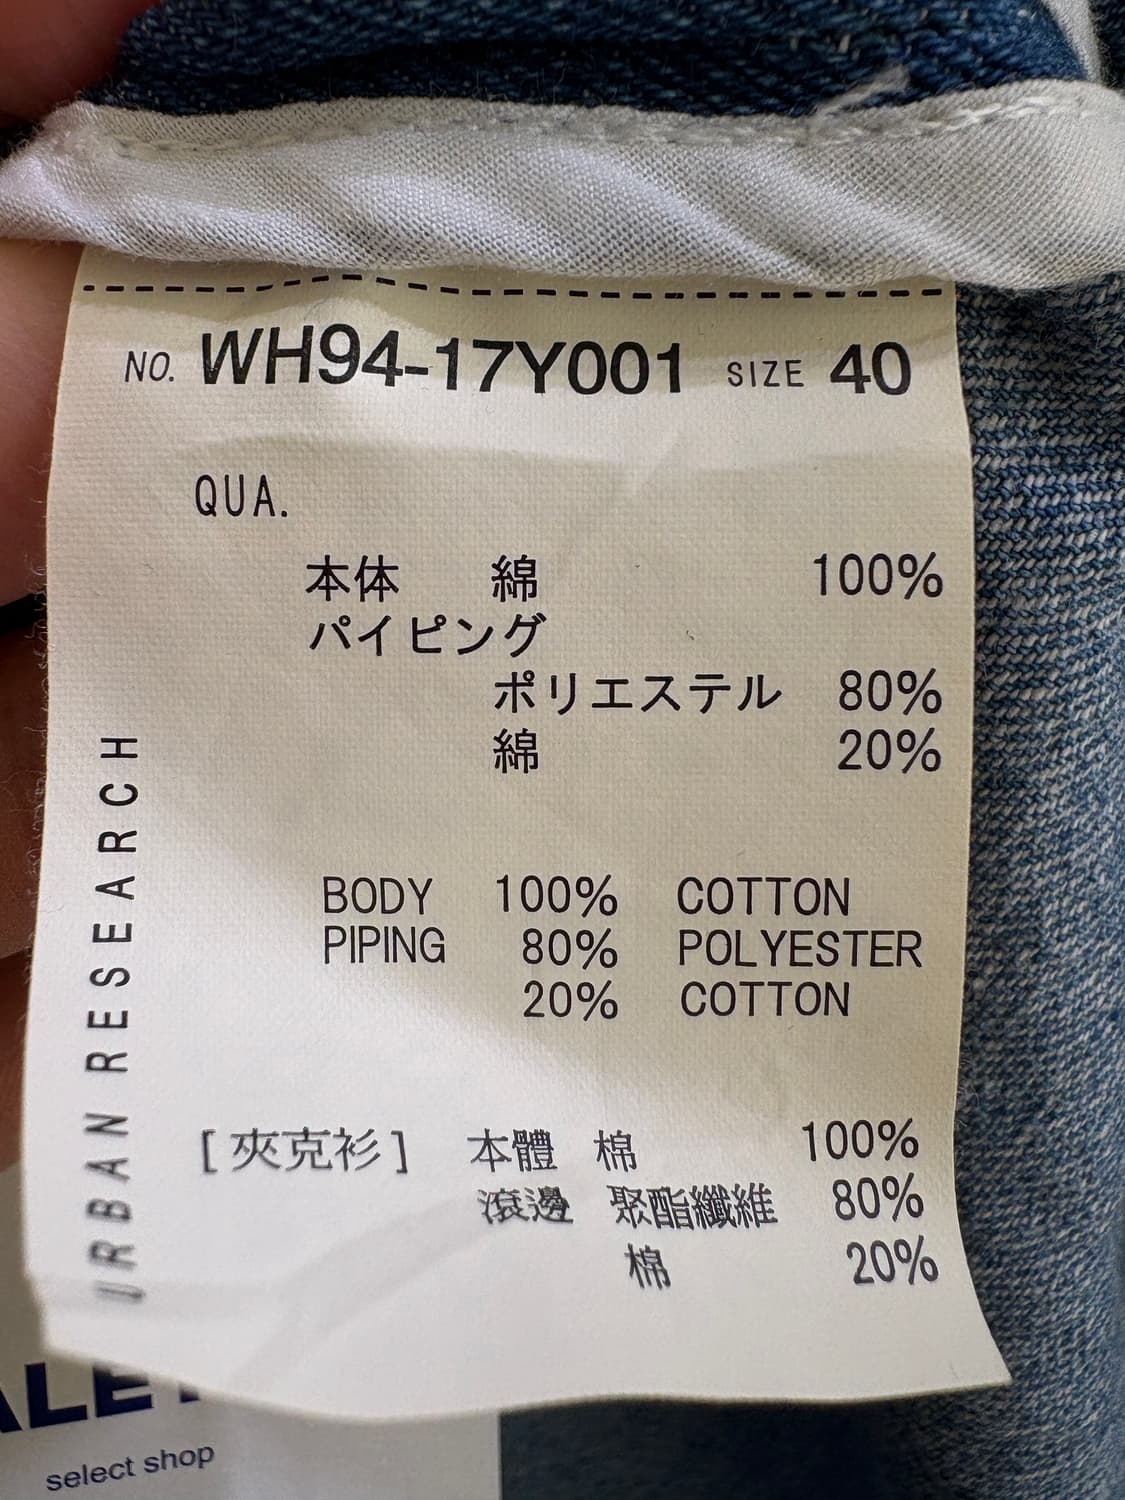 NO. WH94-17Y001 SIZE 40
QUA.
本体 綿 100%
パイピング
ポリエステル 80%
綿 20%
BODY 100% COTTON
PIPING 80% POLYESTER
20% COTTON
[夾克衫] 本體 棉 100%
滾邊 聚酯纖維 80%
棉 20%
URBAN RESEARCH
select shop